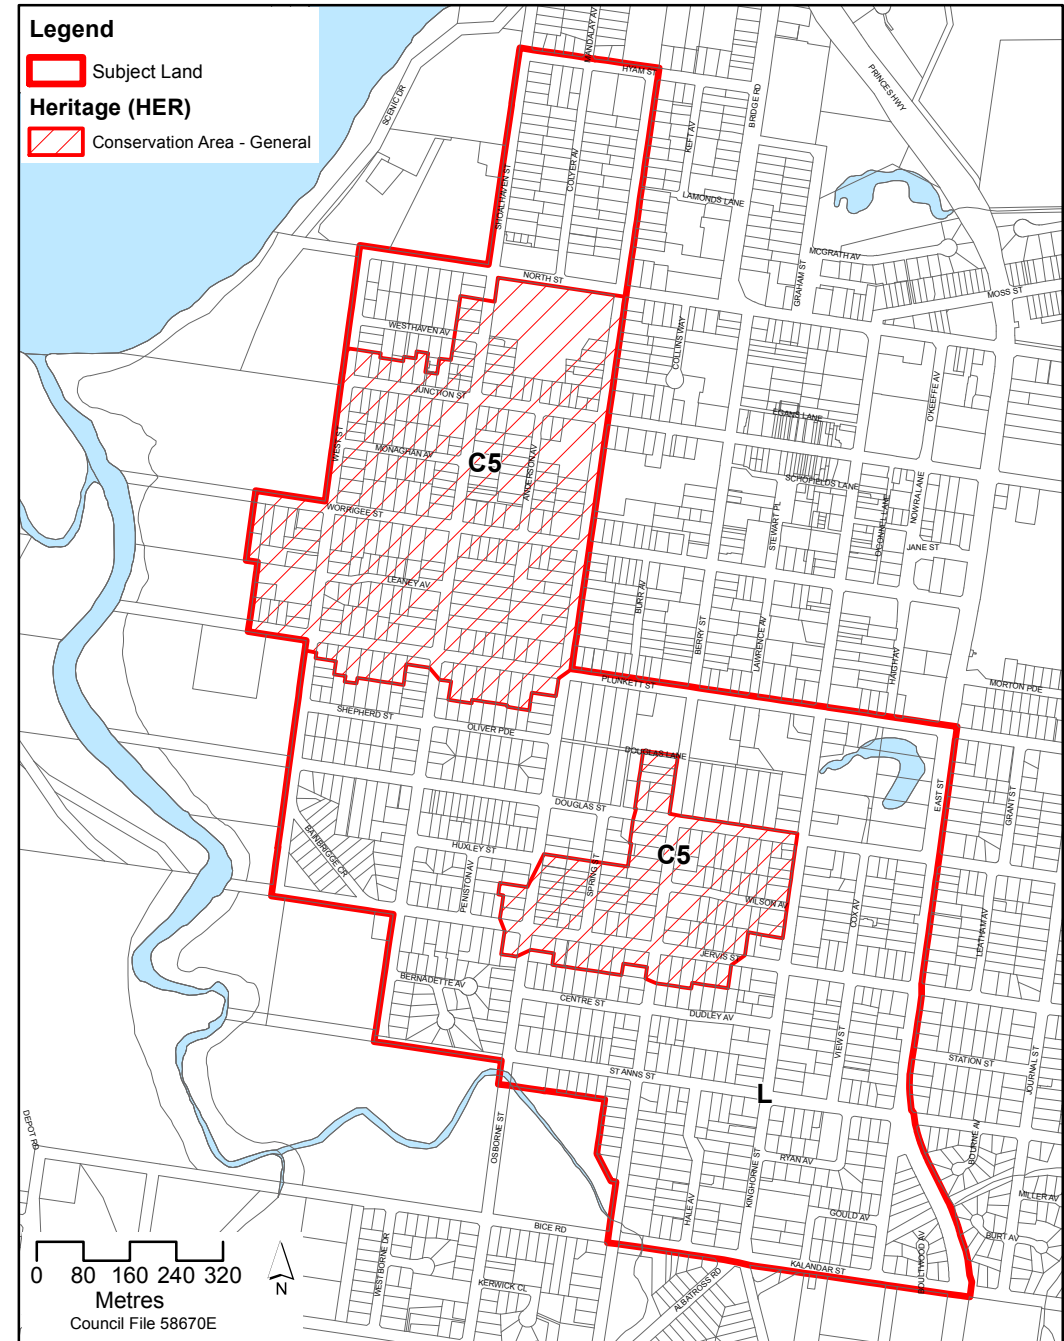 Legend
Subject Land
Heritage (HER)
Conservation Area - General
MANDALAY AV
HYAM ST
SCENIC DR
PRINCES HWY
BRIDGE RD
KEFT AV
COLYER AV
SHOALHAVEN ST
LAMONDS LANE
MCGRATH AV
GRAHAM ST
MOSS ST
NORTH ST
WESTHAVEN AV
COLLINS WAY
JUNCTION ST
O'KEEFFE AV
EGANS LANE
WEST ST
MONAGHAN AV
C5
ANDERSON AV
SCHOFIELDS LANE
NOWRA LANE
WORRIGEE ST
STEWART PL
O'CONNELL LANE
JANE ST
LEANEY AV
BURR AV
BERRY ST
LAWRENCE AV
HAIGH AV
PLUNKETT ST
MORTON PDE
SHEPHERD ST
OLIVER PDE
DOUGLAS LANE
EAST ST
GRANT ST
DOUGLAS ST
BAINBRIGGE CR
HUXLEY ST
C5
SPRING ST
PENISTON AV
WILSON AV
COX AV
LEATHAM AV
JERVIS ST
BERNADETTE AV
CENTRE ST
DUDLEY AV
VIEW ST
STATION ST
ST ANNS ST
JOURNAL ST
L
DEPOT RD
OSBORNE ST
BOURNE AV
RYAN AV
KINGHORNE ST
MILLER AV
HALE AV
GOULD AV
BURT AV
BICE RD
WESTBORNE DR
BOULTWOOD AV
KALANDAR ST
ALBATROSS RD
KERWICK CL
0 80 160 240 320
N
Metres
Council File 58670E